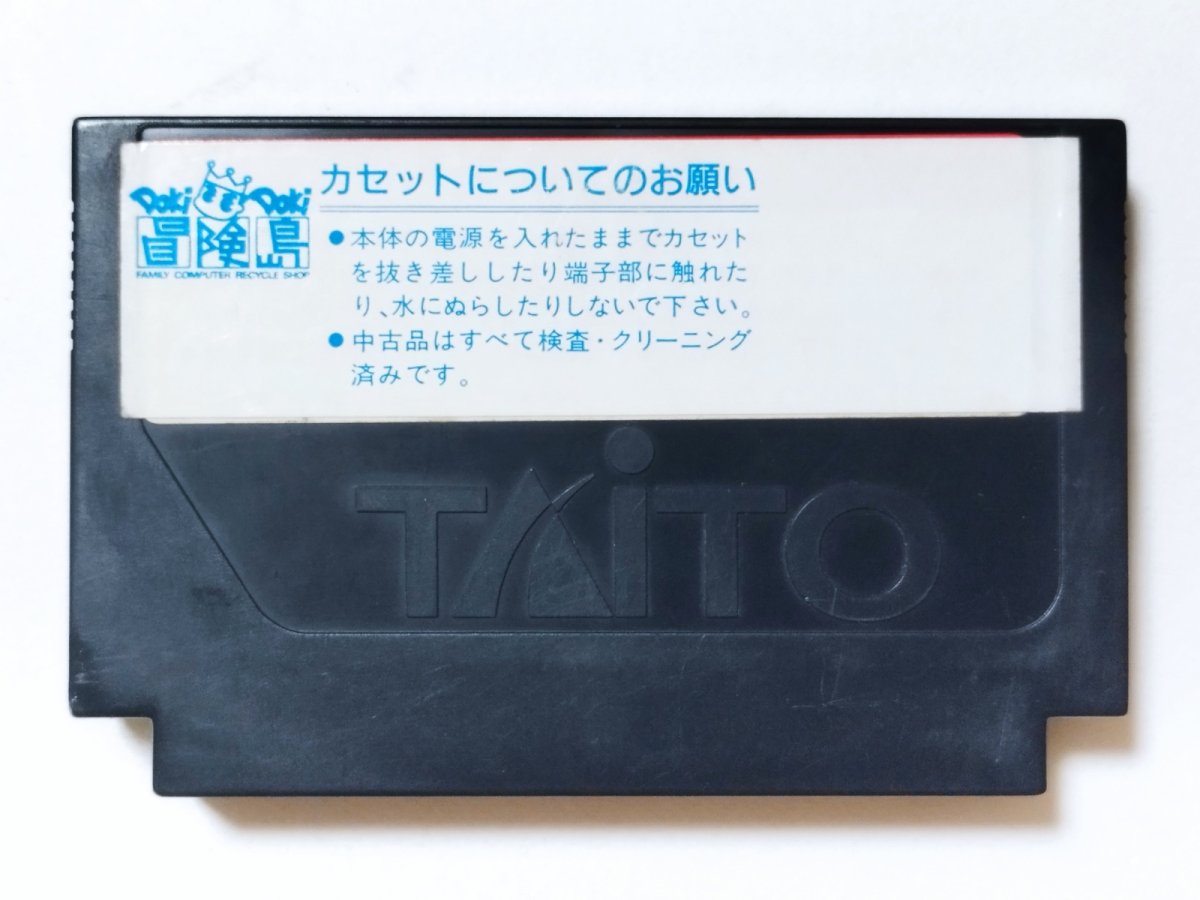 Doki Doki
冒険島
FAMILY COMPUTER RECYCLE SHOP
カセットについてのお願い
●本体の電源を入れたままでカセット
を抜き差ししたり端子部に触れた
り、水にぬらしたりしないで下さい。
●中古品はすべて検査・クリーニング
済みです。
TAiTO